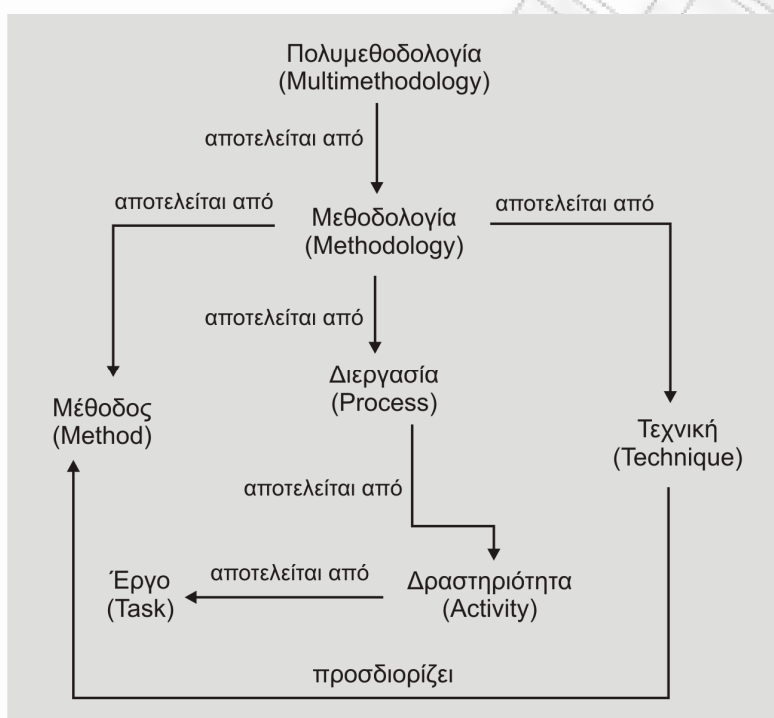 Πολυμεθοδολογία
(Multimethodology)
αποτελείται από
αποτελείται από
Μεθοδολογία
(Methodology)
αποτελείται από
αποτελείται από
Διεργασία
(Process)
Μέθοδος
(Method)
Τεχνική
(Technique)
αποτελείται από
Έργο
(Task)
αποτελείται από
Δραστηριότητα
(Activity)
προσδιορίζει